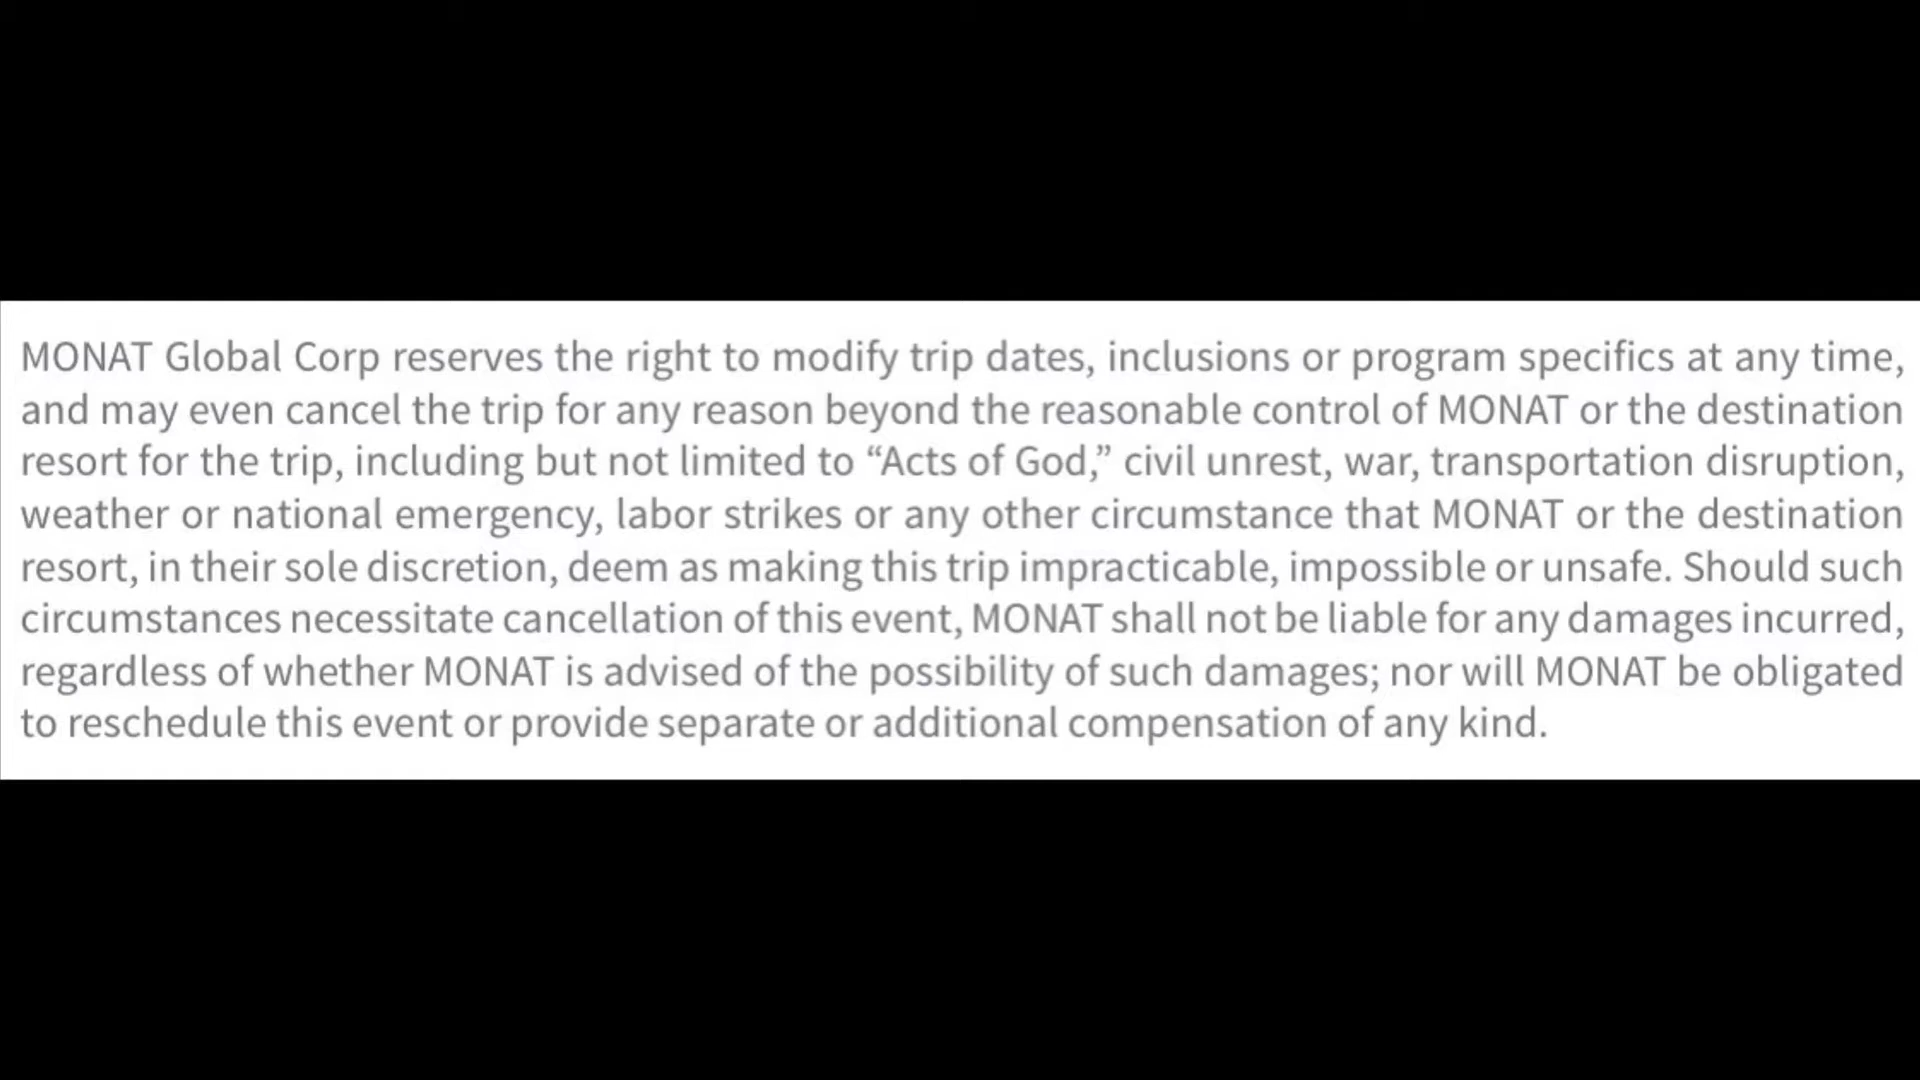 MONAT Global Corp reserves the right to modify trip dates, inclusions or program specifics at any time,
and may even cancel the trip for any reason beyond the reasonable control of MONAT or the destination
resort for the trip, including but not limited to “Acts of God,” civil unrest, war, transportation disruption,
weather or national emergency, labor strikes or any other circumstance that MONAT or the destination
resort, in their sole discretion, deem as making this trip impracticable, impossible or unsafe. Should such
circumstances necessitate cancellation of this event, MONAT shall not be liable for any damages incurred,
regardless of whether MONAT is advised of the possibility of such damages; nor will MONAT be obligated
to reschedule this event or provide separate or additional compensation of any kind.